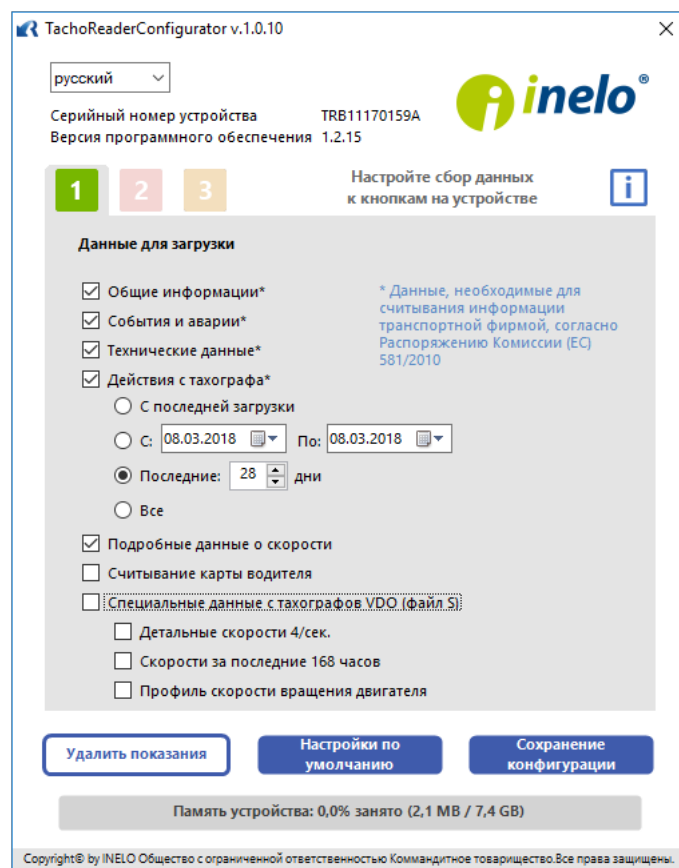 TachoReaderConfigurator v.1.0.10
русский
inelo®
Серийный номер устройства TRB11170159A
Версия программного обеспечения 1.2.15
1 2 3
Настройте сбор данных
к кнопкам на устройстве
i
Данные для загрузки
Общие информации*
События и аварии*
Технические данные*
Действия с тахографа*
* Данные, необходимые для
считывания информации
транспортной фирмой, согласно
Распоряжению Комиссии (ЕС)
581/2010
С последней загрузки
С: 08.03.2018 По: 08.03.2018
Последние: 28 дни
Все
Подробные данные о скорости
Считывание карты водителя
Специальные данные с тахографов VDO (файл S)
Детальные скорости 4/сек.
Скорости за последние 168 часов
Профиль скорости вращения двигателя
Удалить показания
Настройки по
умолчанию
Сохранение
конфигурации
Память устройства: 0,0% занято (2,1 MB / 7,4 GB)
Copyright© by INELO Общество с ограниченной ответственностью Коммандитное товарищество.Все права защищены.